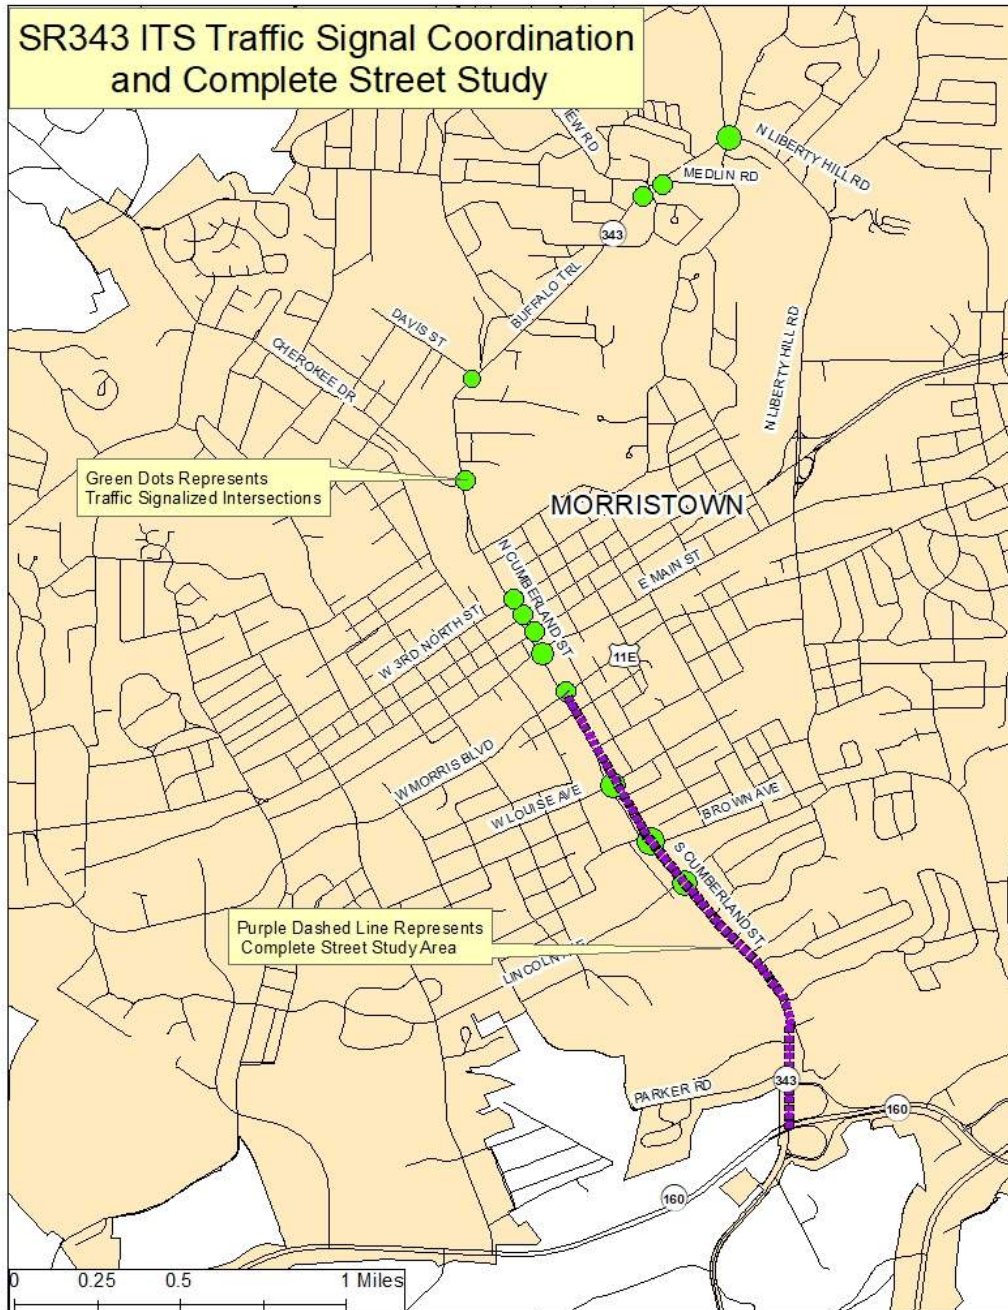 SR343 ITS Traffic Signal Coordination
and Complete Street Study
EW RD
N LIBERTY HILL RD
MEDLIN RD
343
BUFFALO TRL
DAVIS ST
CHEROKEE DR
N LIBERTY HILL RD
Green Dots Represents
Traffic Signalized Intersections
MORRISTOWN
N CUMBERLAND ST
E MAIN ST
W 3RD NORTH ST
11E
W MORRIS BLVD
W LOUISE AVE
BROWN AVE
S CUMBERLAND ST
Purple Dashed Line Represents
Complete Street Study Area
LINCOLN
343
PARKER RD
160
160
0 0.25 0.5 1 Miles